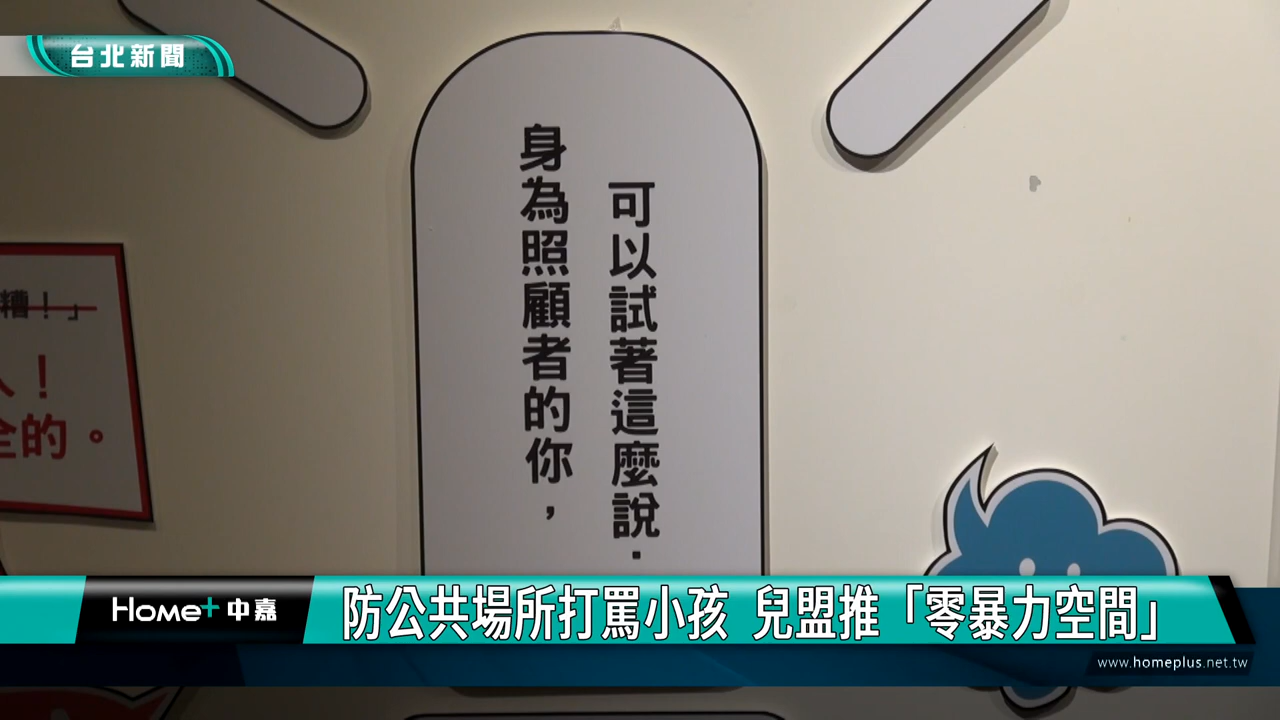 台北新聞
身為照顧者的你，
可以試著這麼說．
糟！」
人！
全的。
Home+中嘉
防公共場所打罵小孩 兒盟推「零暴力空間」
www.homeplus.net.tw